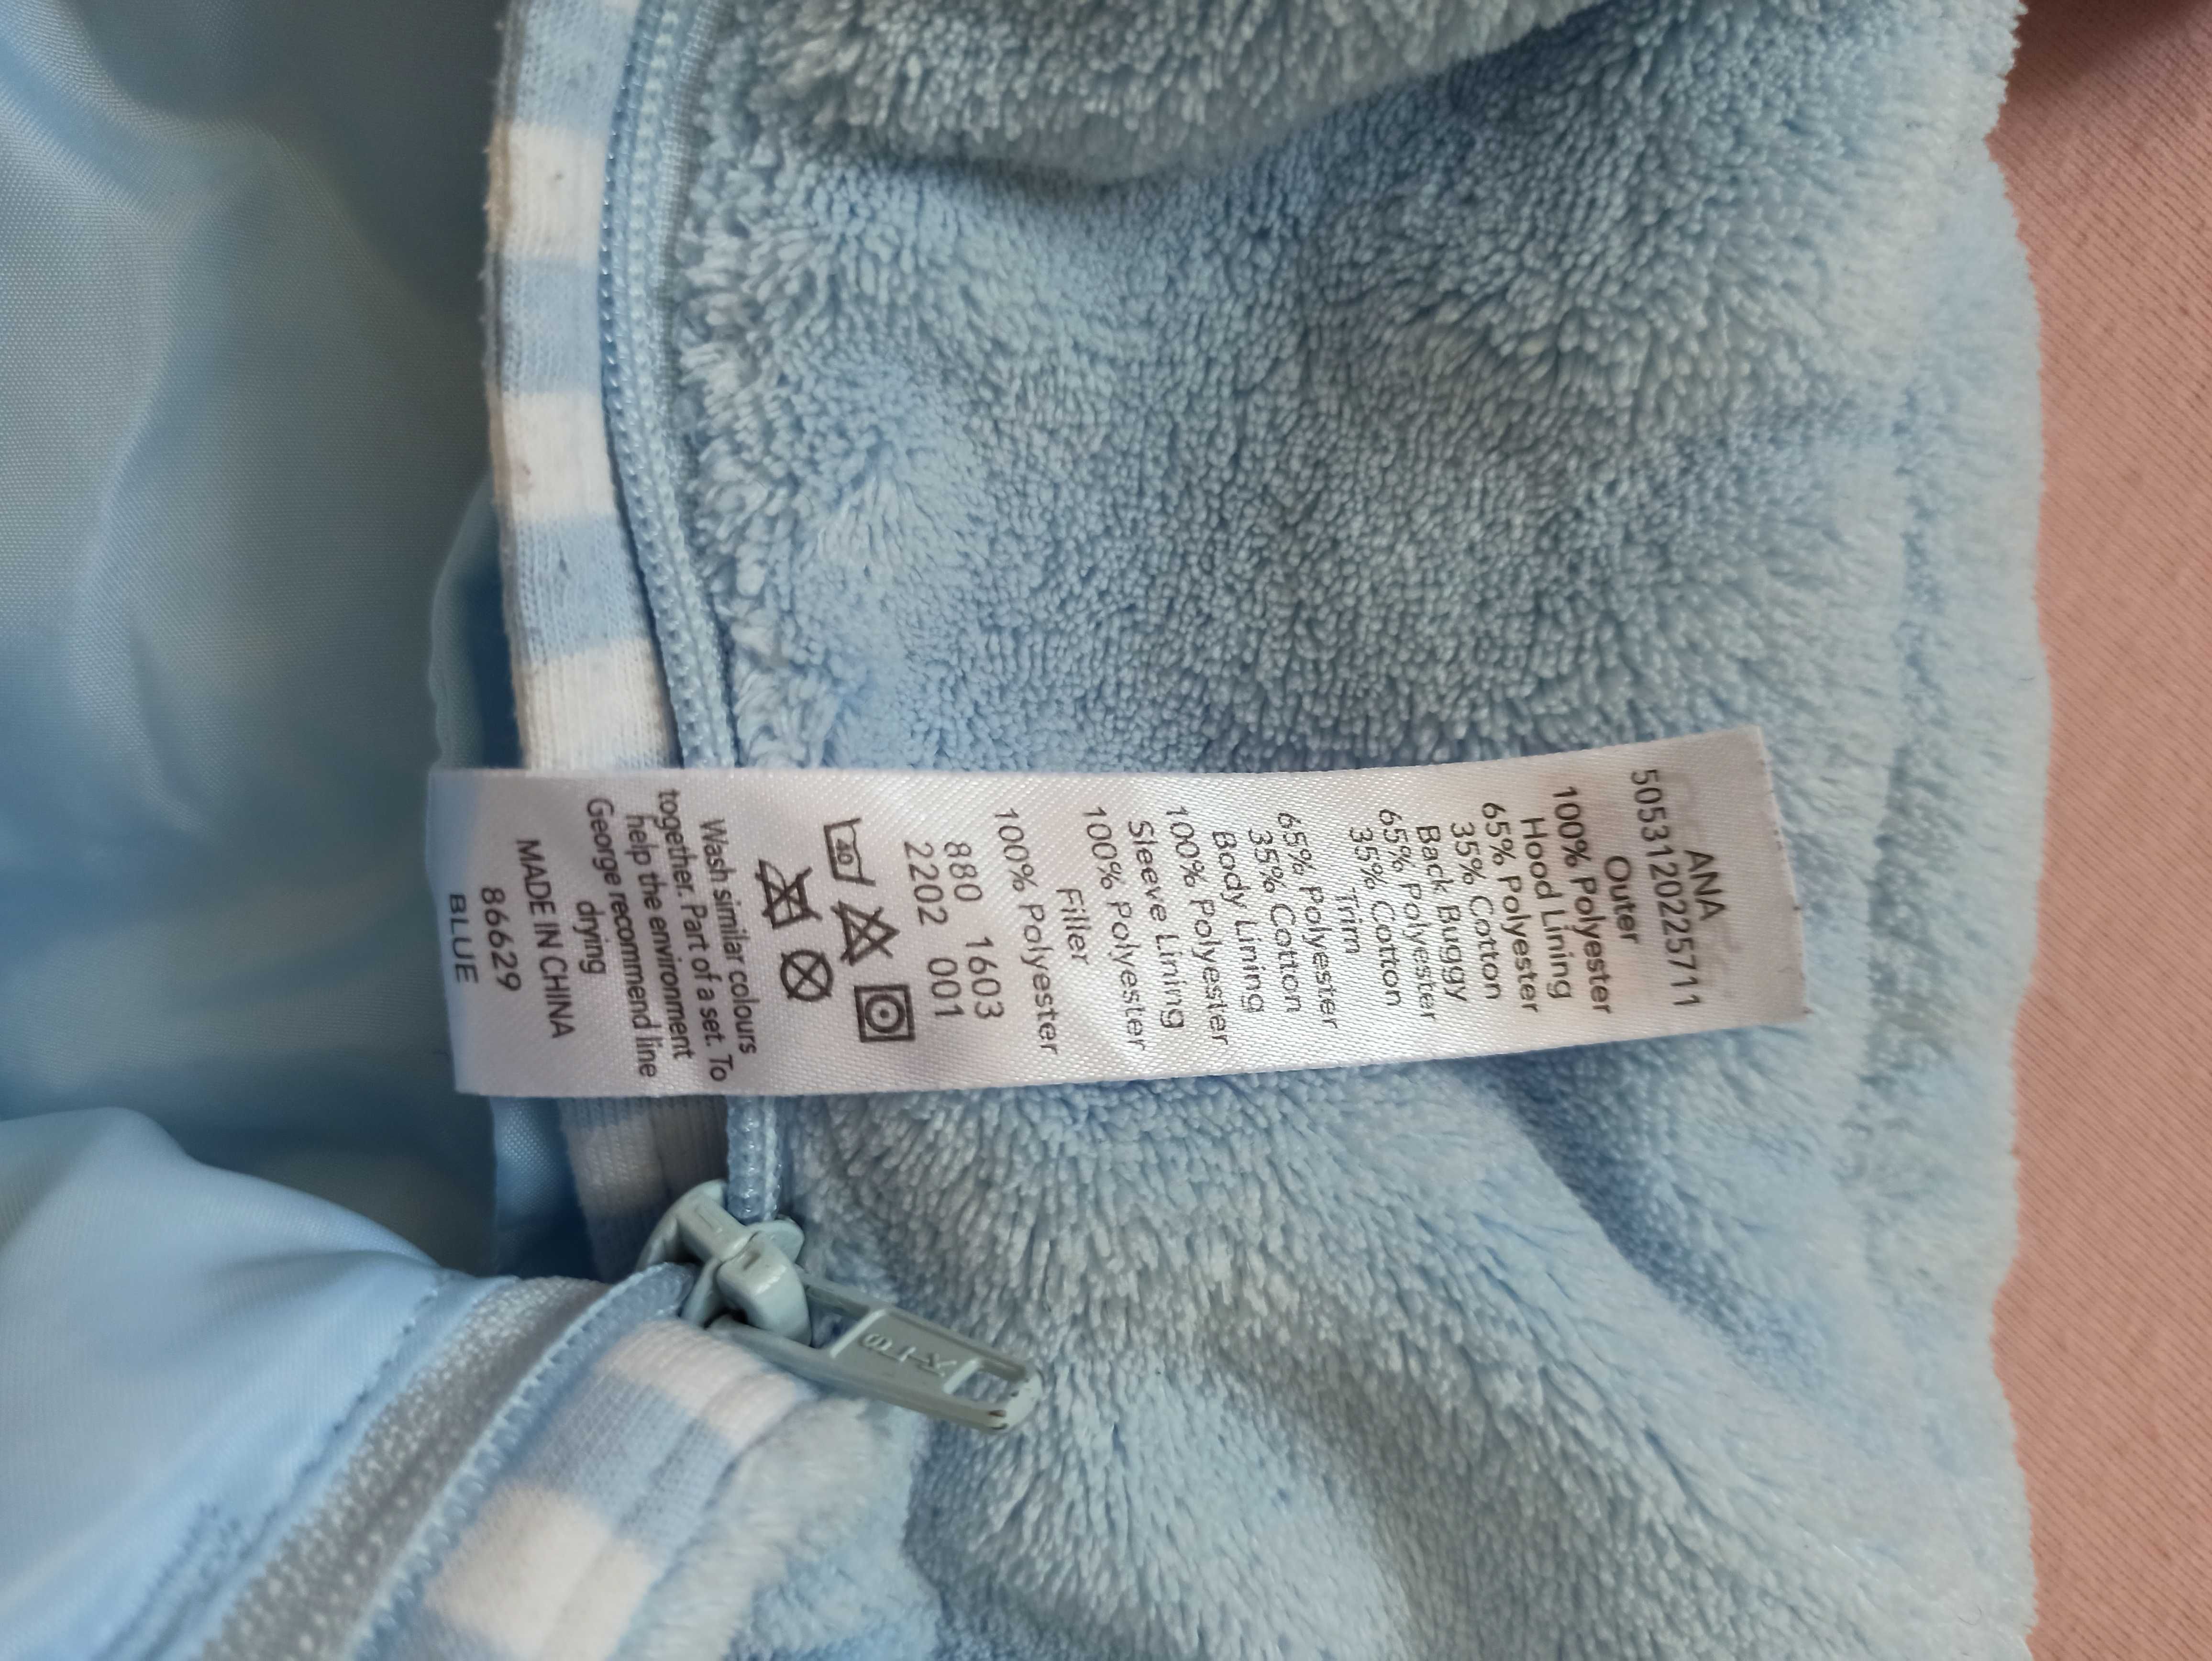 ANA
5053120225711
Outer
100% Polyester
Hood Lining
65% Polyester
35% Cotton
Back Buggy
65% Polyester
35% Cotton
Trim
65% Polyester
35% Cotton
Body Lining
100% Polyester
Sleeve Lining
100% Polyester
Filler
100% Polyester
880 1603
2202 001
40
Wash similar colours
together. Part of a set. To
help the environment
George recommend line
drying
MADE IN CHINA
86629
BLUE